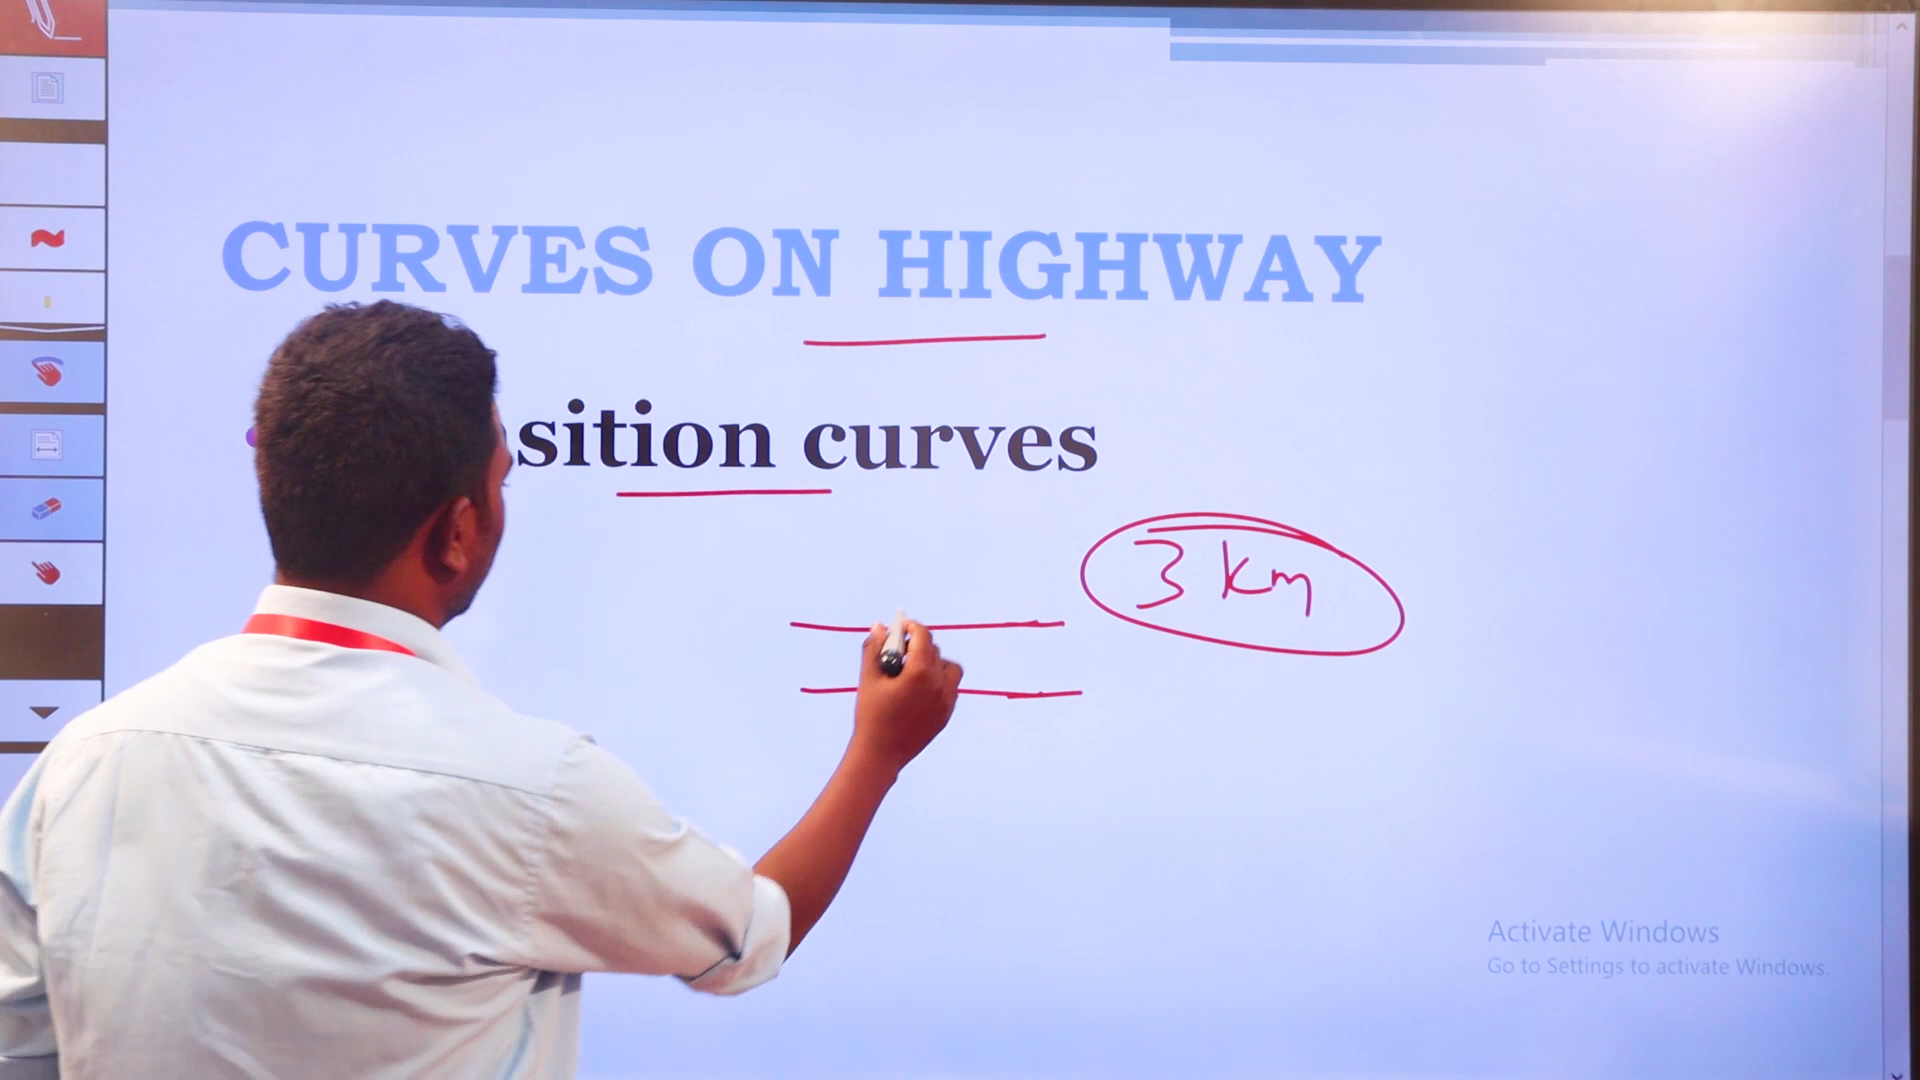 CURVES ON HIGHWAY
sition curves
3 km
Activate Windows
Go to Settings to activate Windows.